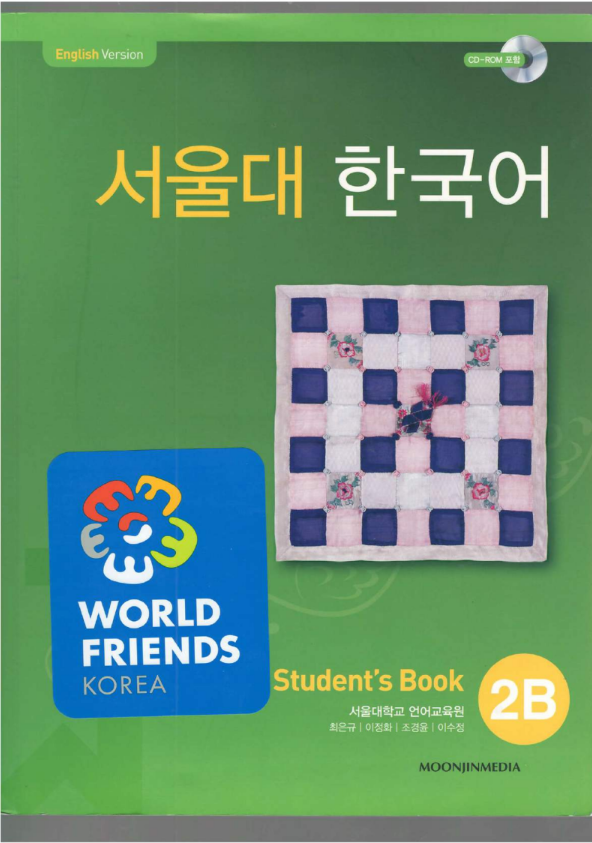 English Version
CD-ROM 포함
서울대 한국어
WORLD
FRIENDS
KOREA
Student's Book
2B
서울대학교 언어교육원
최은규 | 이정화 | 조경윤 | 이수정
MOONJINMEDIA